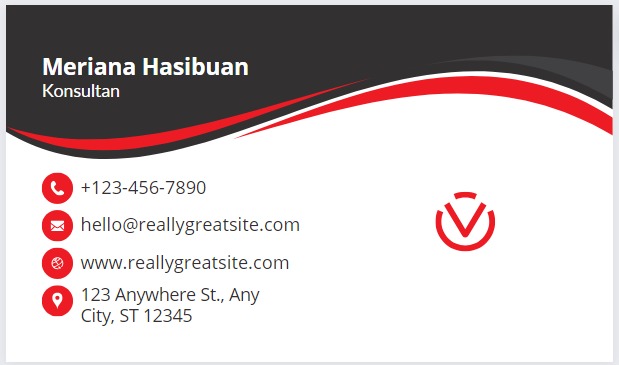 Meriana Hasibuan
Konsultan
+123-456-7890
hello@reallygreatsite.com
www.reallygreatsite.com
123 Anywhere St., Any
City, ST 12345